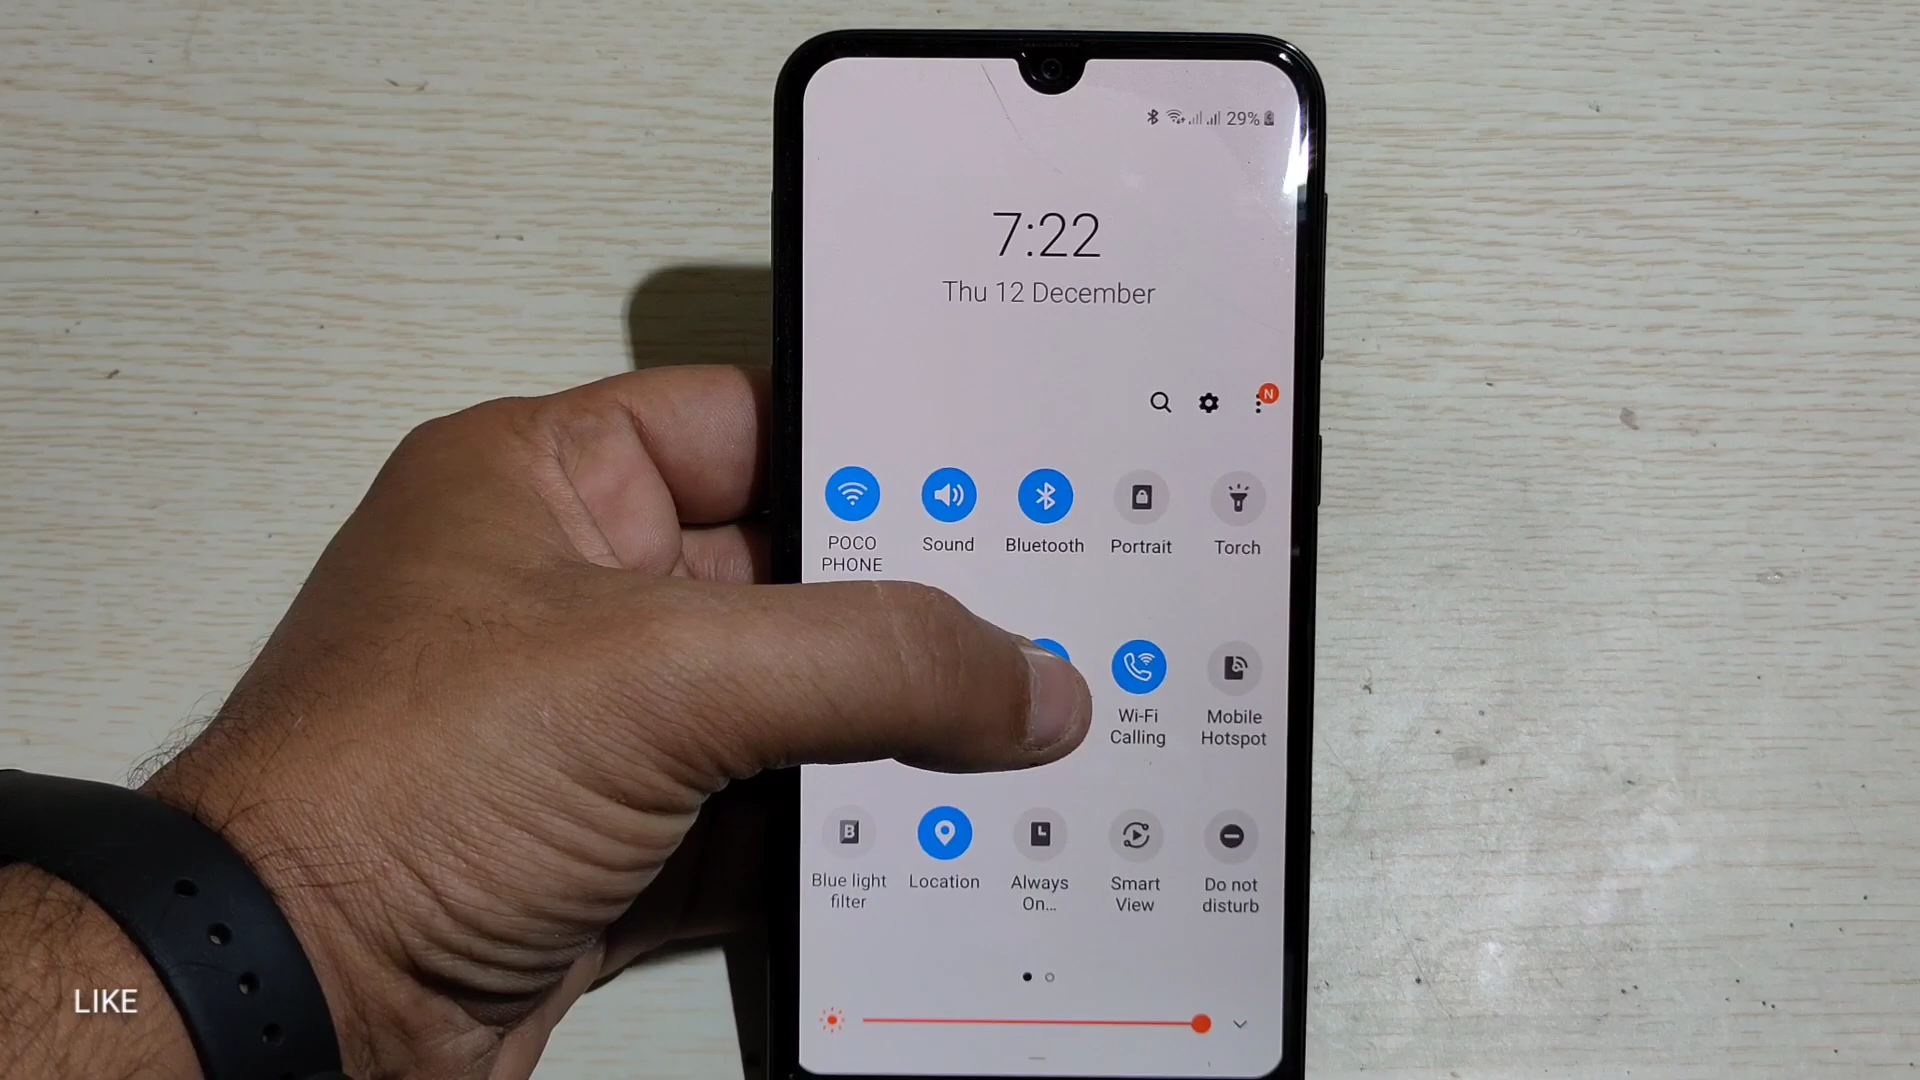 29%
7:22
Thu 12 December
N
POCO
PHONE
Sound
Bluetooth
Portrait
Torch
Wi-Fi
Calling
Mobile
Hotspot
B
Blue light
filter
Location
Always
On...
Smart
View
Do not
disturb
LIKE